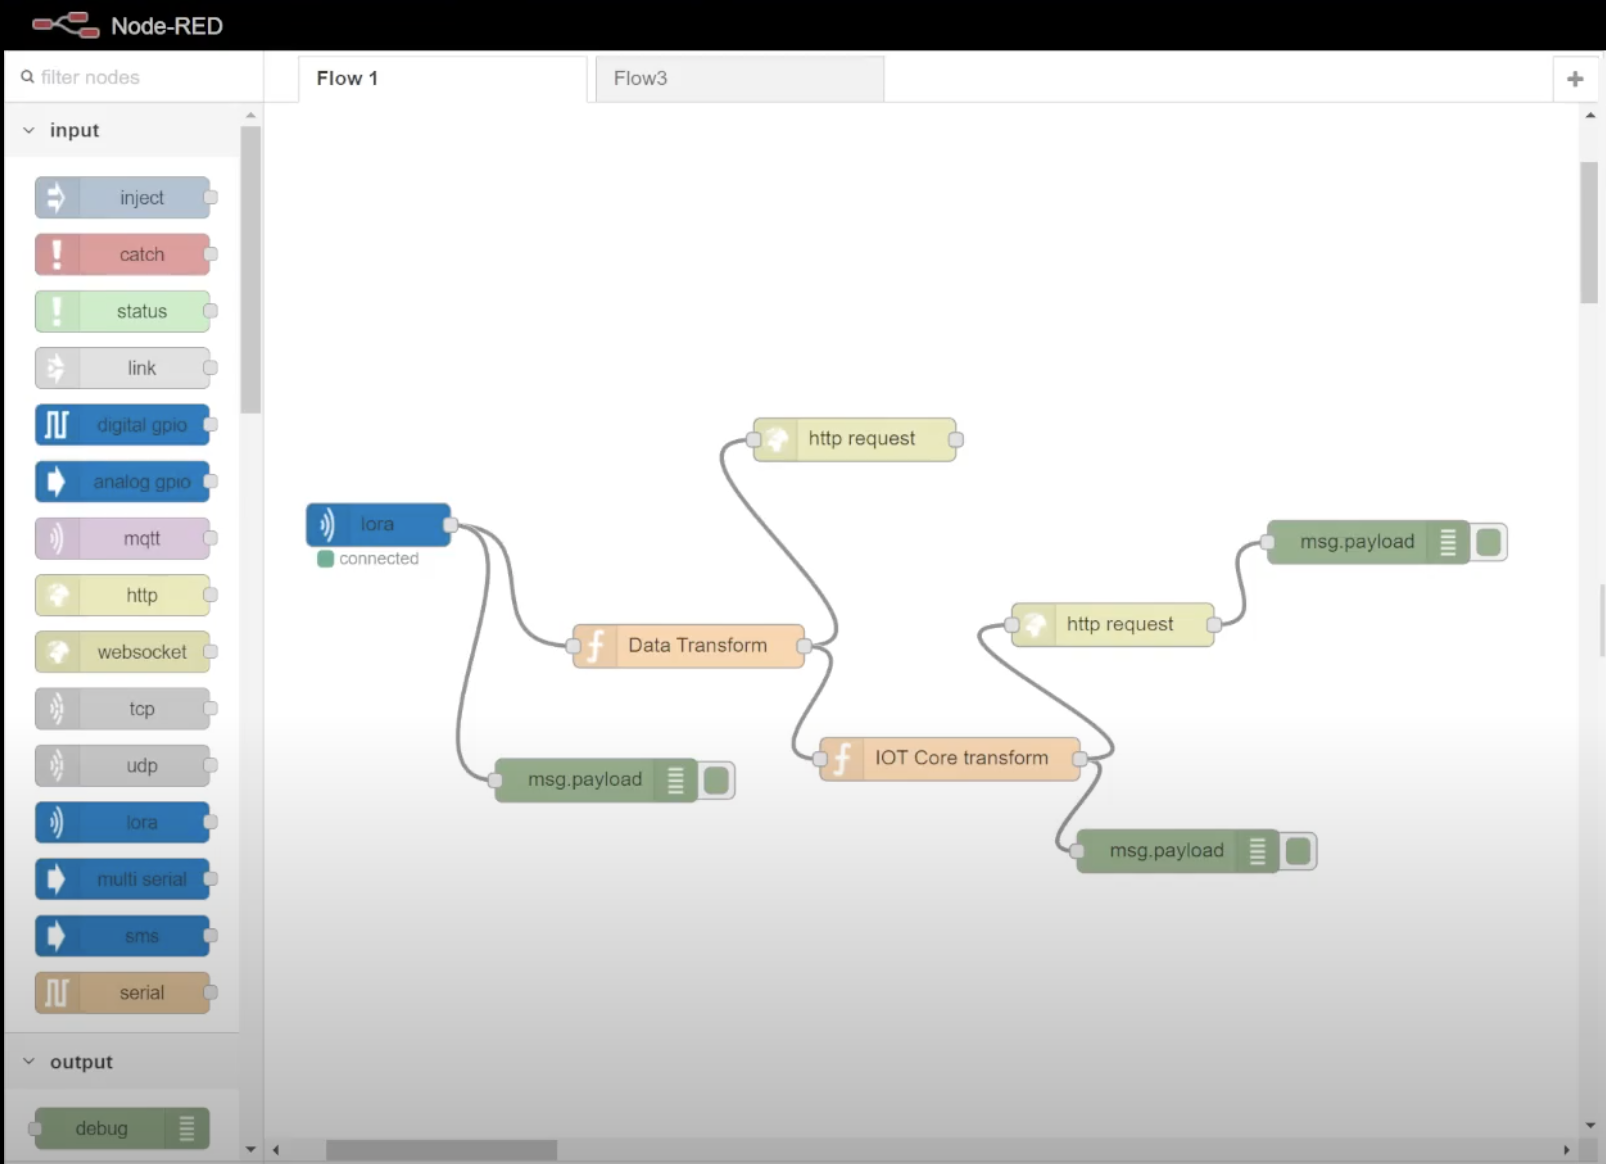 Node-RED
filter nodes
Flow 1
Flow3
input
inject
catch
status
link
digital gpio
analog gpio
mqtt
http
websocket
tcp
udp
lora
multi serial
sms
serial
output
debug
http request
lora
connected
msg.payload
http request
Data Transform
IOT Core transform
msg.payload
msg.payload